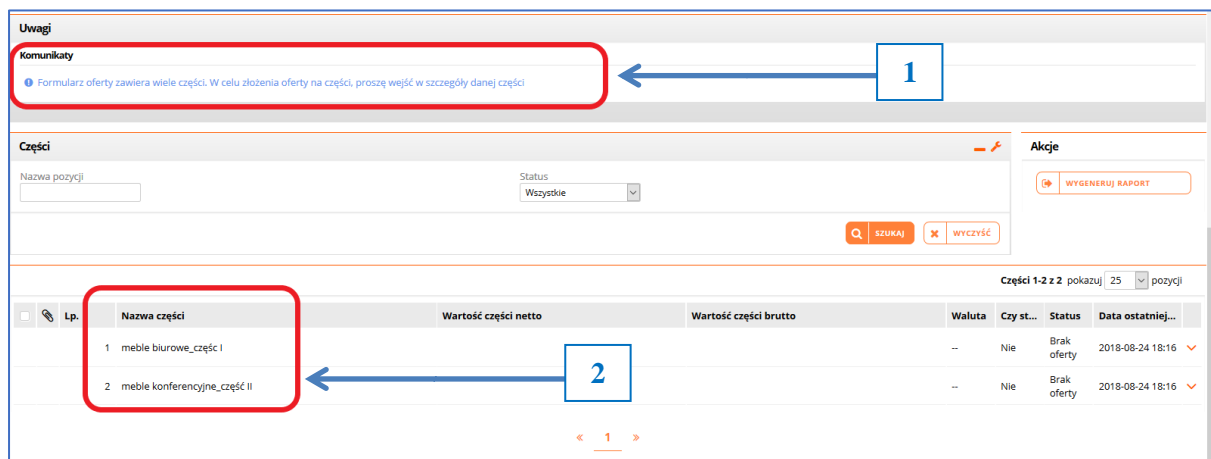 Uwagi
Komunikaty
Formularz oferty zawiera wiele części. W celu złożenia oferty na części, proszę wejść w szczegóły danej części
1
Części
Akcje
Nazwa pozycji
Status
Wszystkie
WYGENERUJ RAPORT
SZUKAJ
WYCZYŚĆ
Części 1-2 z 2 pokazuj 25 pozycji
Lp. Nazwa części Wartość części netto Wartość części brutto Waluta Czy st... Status Data ostatniej...
1 meble biurowe_częśc I -- Nie Brak oferty 2018-08-24 18:16
2 meble konferencyjne_część II -- Nie Brak oferty 2018-08-24 18:16
2
« 1 »